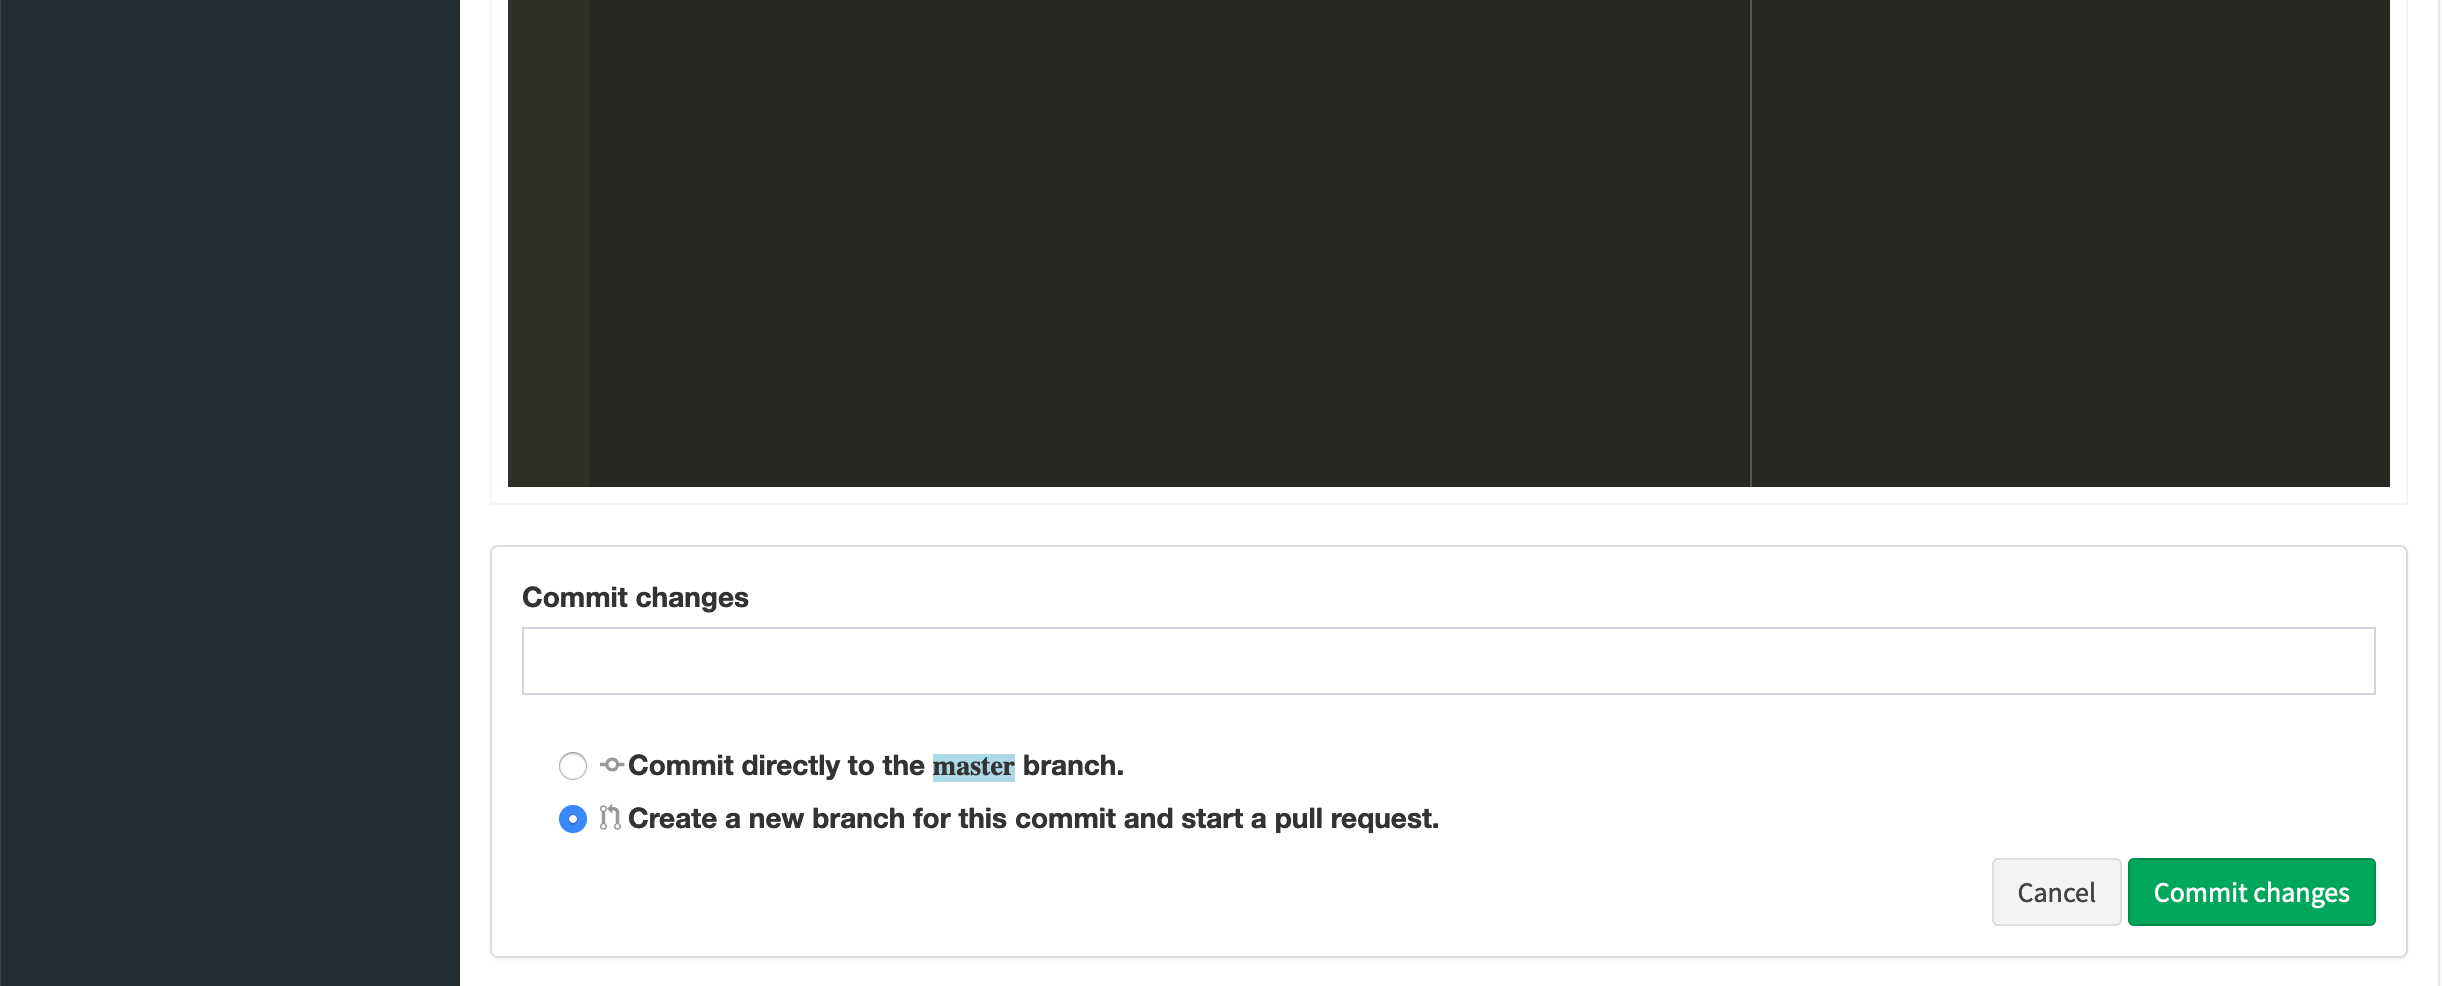 Commit changes
Commit directly to the master branch.
Create a new branch for this commit and start a pull request.
Cancel
Commit changes